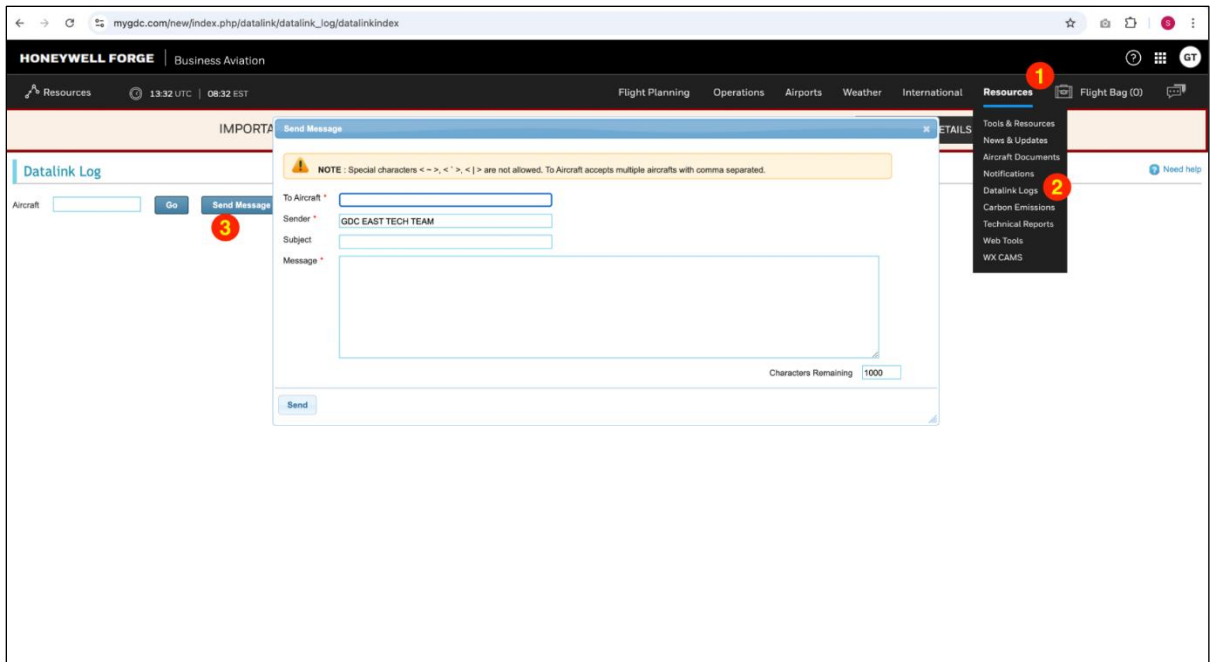 mygdc.com/new/index.php/datalink/datalink_log/datalinkindex
S
HONEYWELL FORGE | Business Aviation
GT
Resources 13:32 UTC | 08:32 EST Flight Planning Operations Airports Weather International Resources Flight Bag (0)
1
IMPORTA
ETAILS
Send Message
NOTE : Special characters < ~ >, < ` >, < | > are not allowed. To Aircraft accepts multiple aircrafts with comma separated.
To Aircraft *
Sender * GDC EAST TECH TEAM
Subject
Message *
Characters Remaining 1000
Send
Datalink Log
Need help
Aircraft Go Send Message
3
Tools & Resources
News & Updates
Aircraft Documents
Notifications
Datalink Logs
2
Carbon Emissions
Technical Reports
Web Tools
WX CAMS